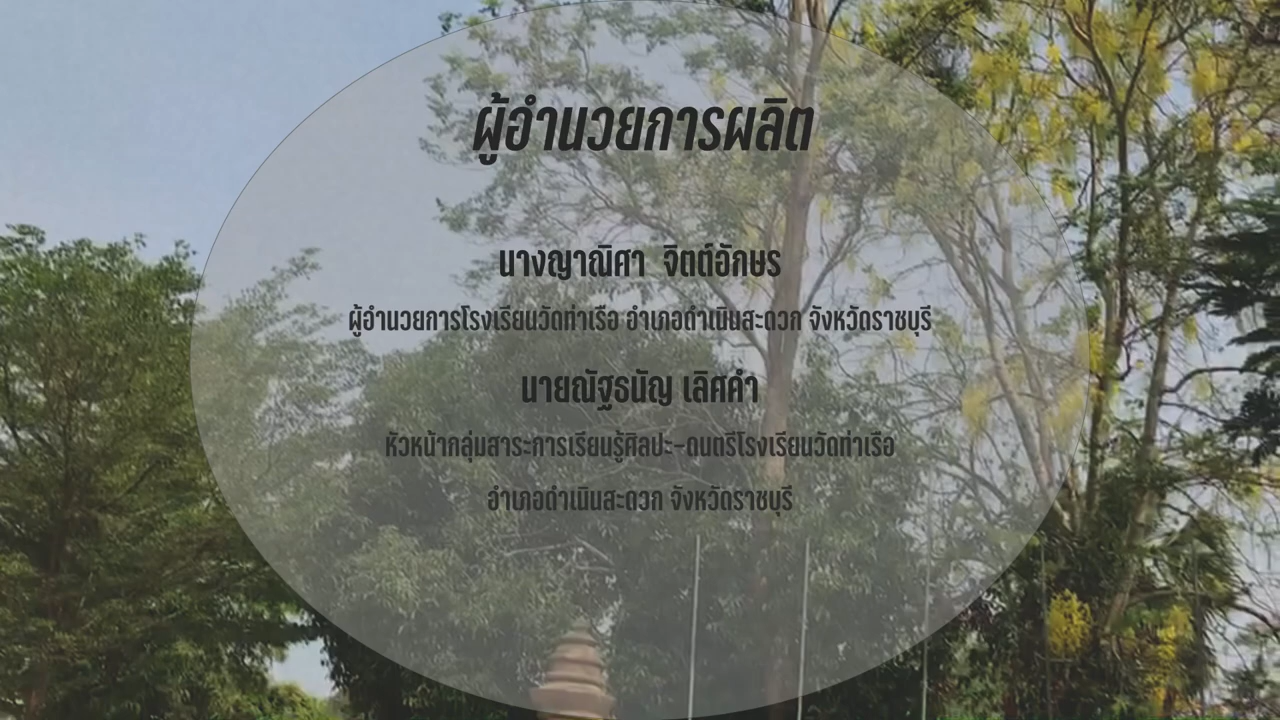 ผู้อำนวยการผลิต
นางญาณิศา จิตต์อักษร
ผู้อำนวยการโรงเรียนวัดท่าเรือ อำเภอดำเนินสะดวก จังหวัดราชบุรี
นายณัฐธนัญ เลิศคำ
หัวหน้ากลุ่มสาระการเรียนรู้ศิลปะ-ดนตรีโรงเรียนวัดท่าเรือ
อำเภอดำเนินสะดวก จังหวัดราชบุรี